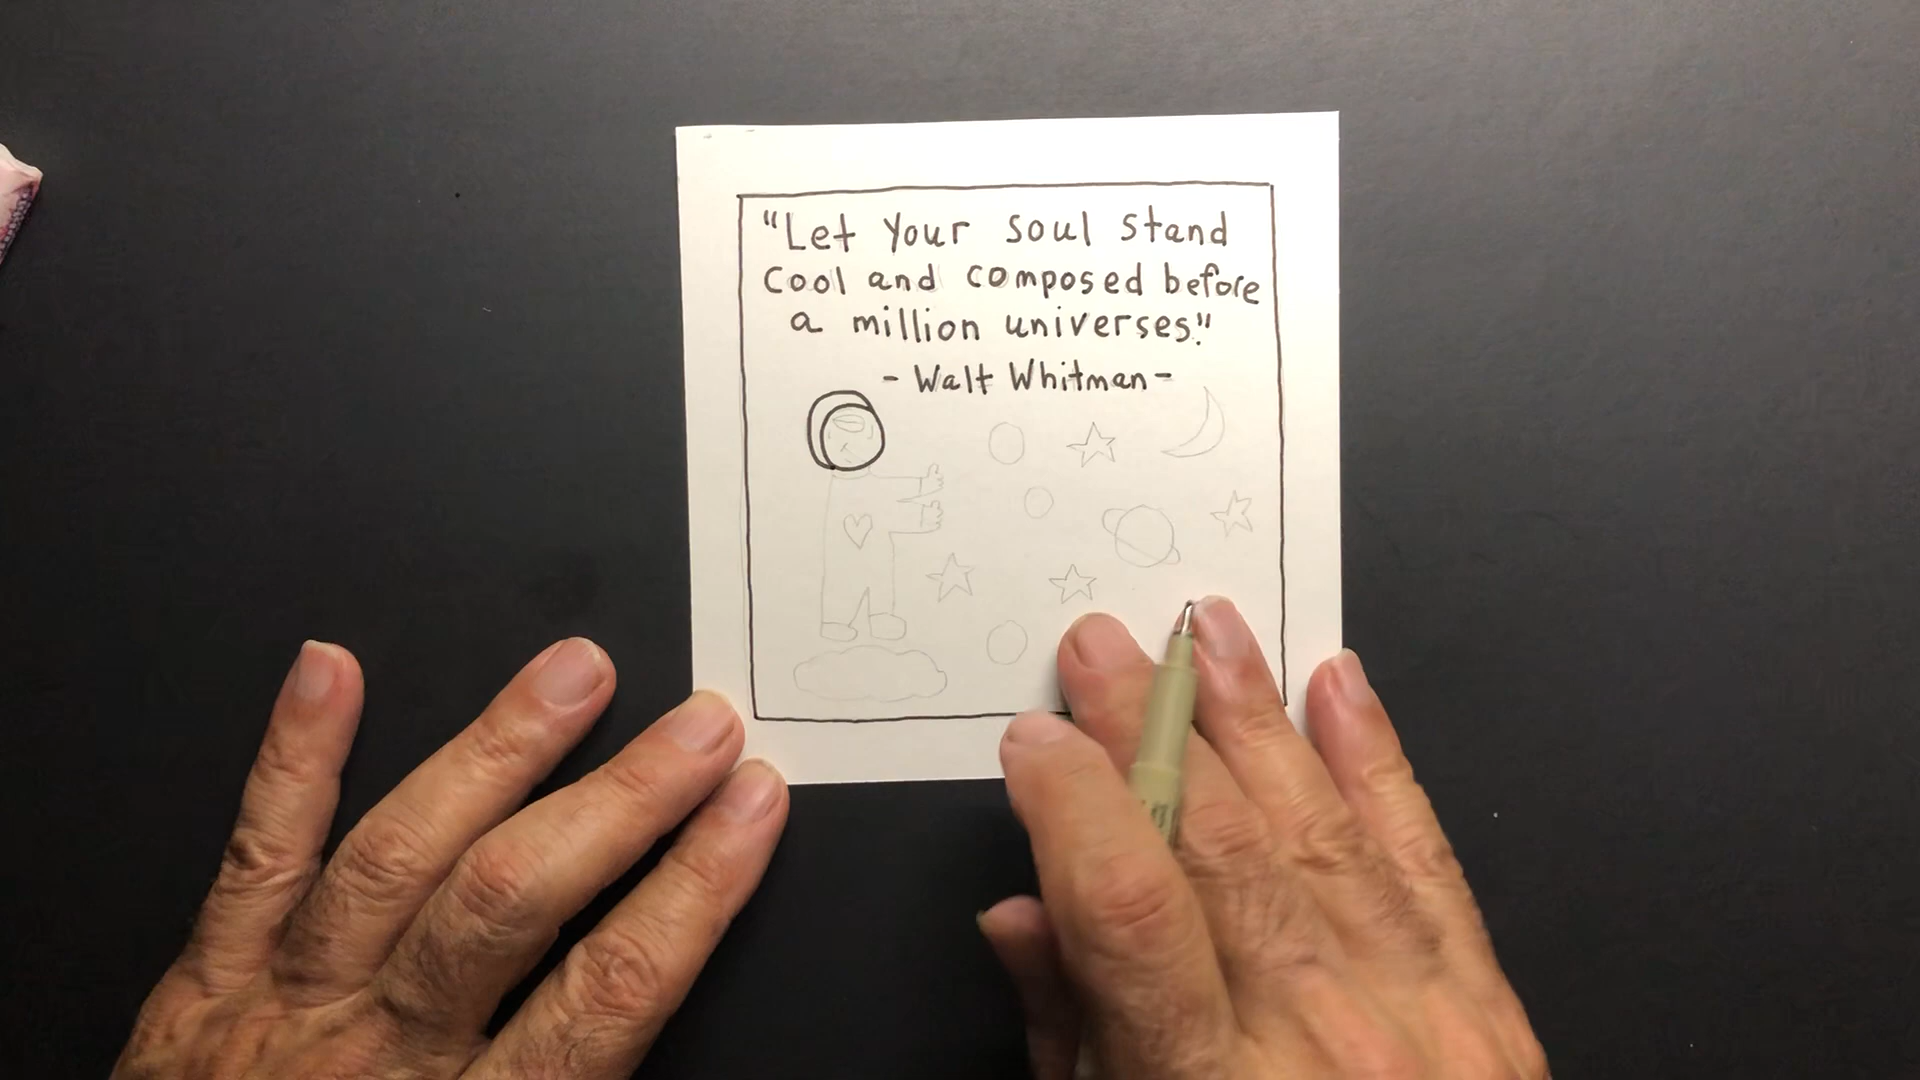 "Let your soul stand
cool and composed before
a million universes."
- Walt Whitman -